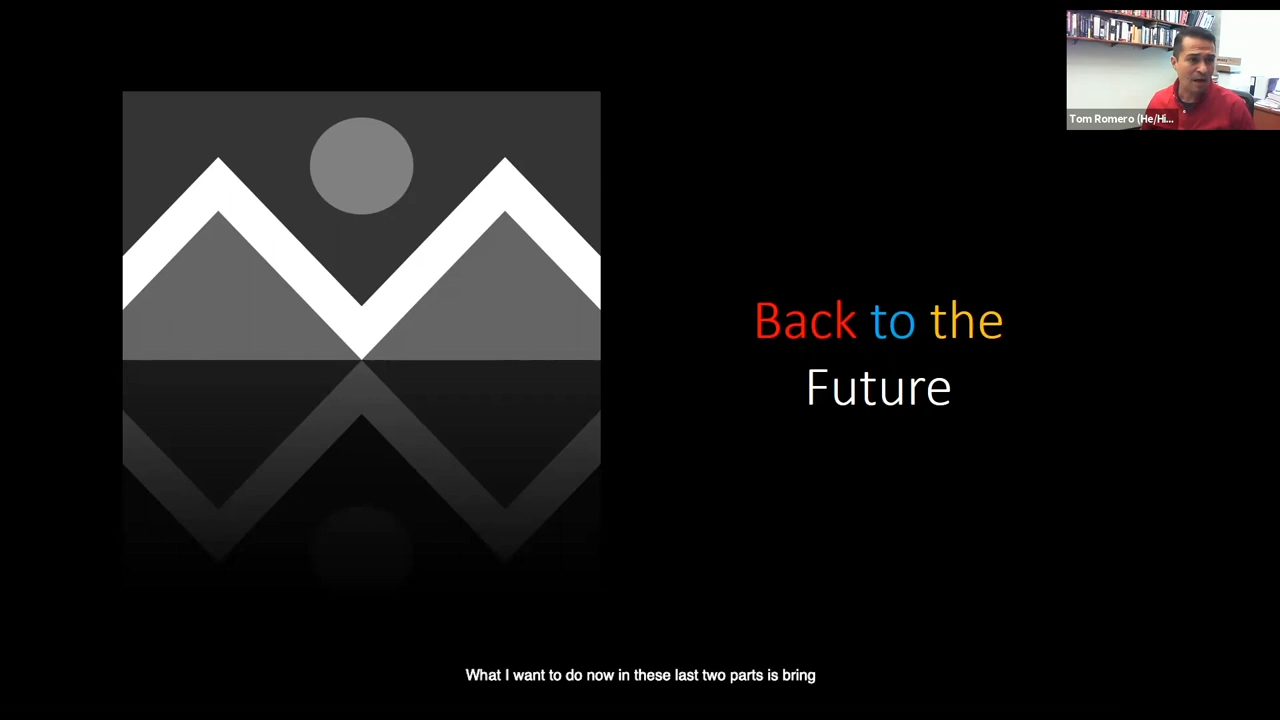 Tom Romero (He/Hi...
Back to the
Future
What I want to do now in these last two parts is bring